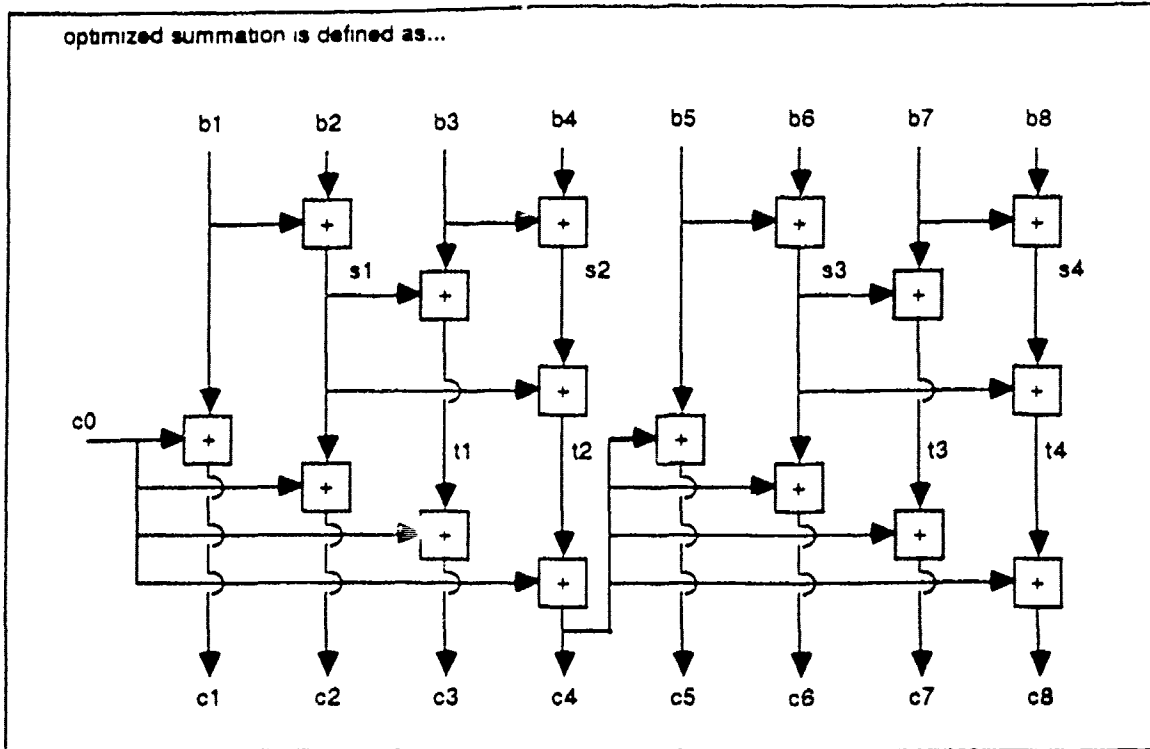 optimized summation is defined as...
b1 b2 b3 b4 b5 b6 b7 b8
+ + + +
s1 s2 s3 s4
+ +
+ +
c0
+ +
t1 t2 t3 t4
+ +
+ +
+ +
c1 c2 c3 c4 c5 c6 c7 c8